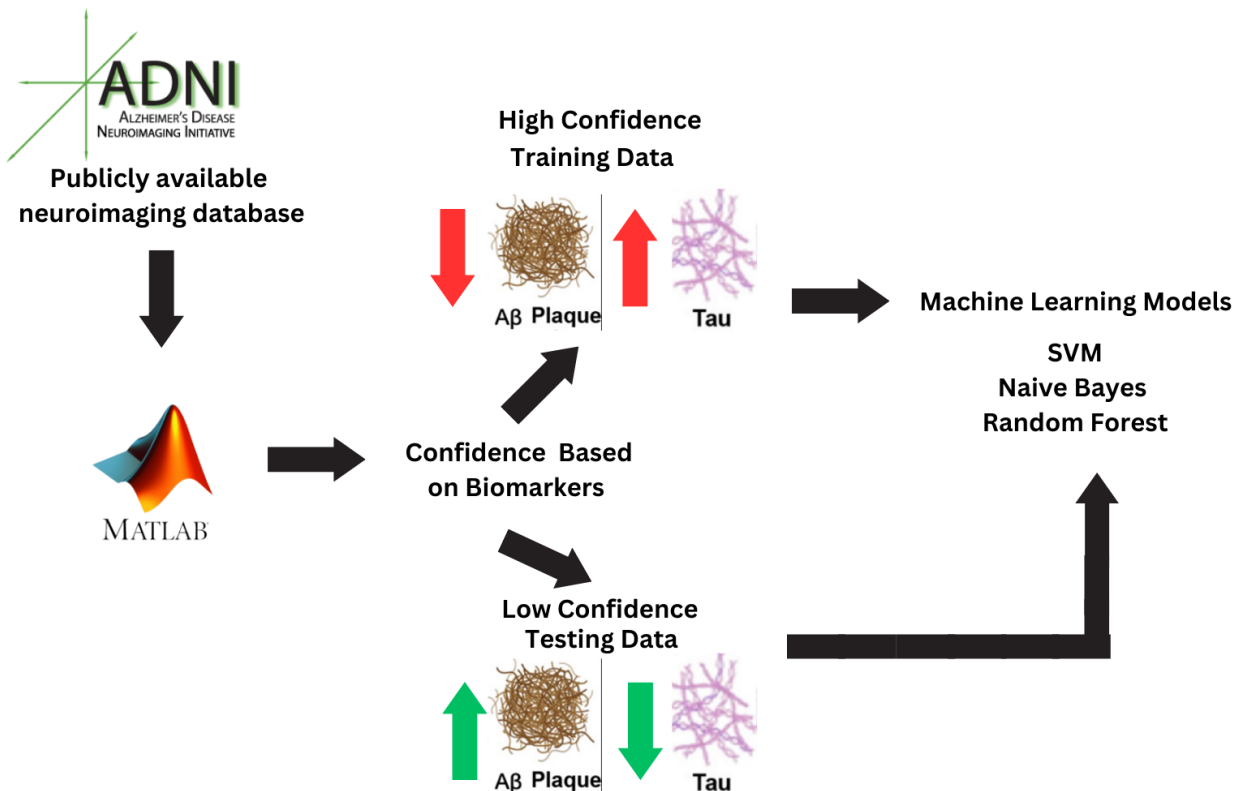 ADNI
ALZHEIMER'S DISEASE
NEUROIMAGING INITIATIVE
Publicly available
neuroimaging database
MATLAB
Confidence Based
on Biomarkers
High Confidence
Training Data
Aβ Plaque
Tau
Low Confidence
Testing Data
Aβ Plaque
Tau
Machine Learning Models
SVM
Naive Bayes
Random Forest